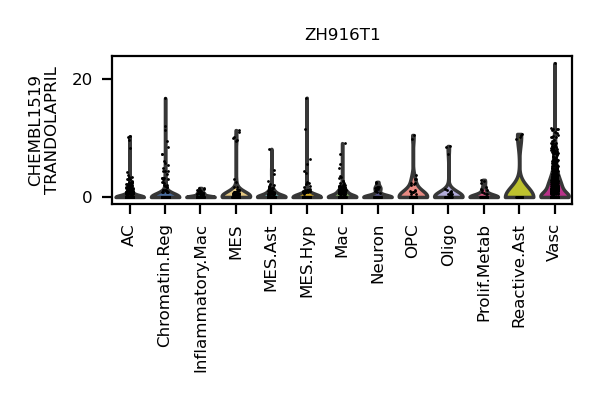 ZH916T1
CHEMBL1519
TRANDOLAPRIL
20
0
AC
Chromatin.Reg
Inflammatory.Mac
MES
MES.Ast
MES.Hyp
Mac
Neuron
OPC
Oligo
Prolif.Metab
Reactive.Ast
Vasc